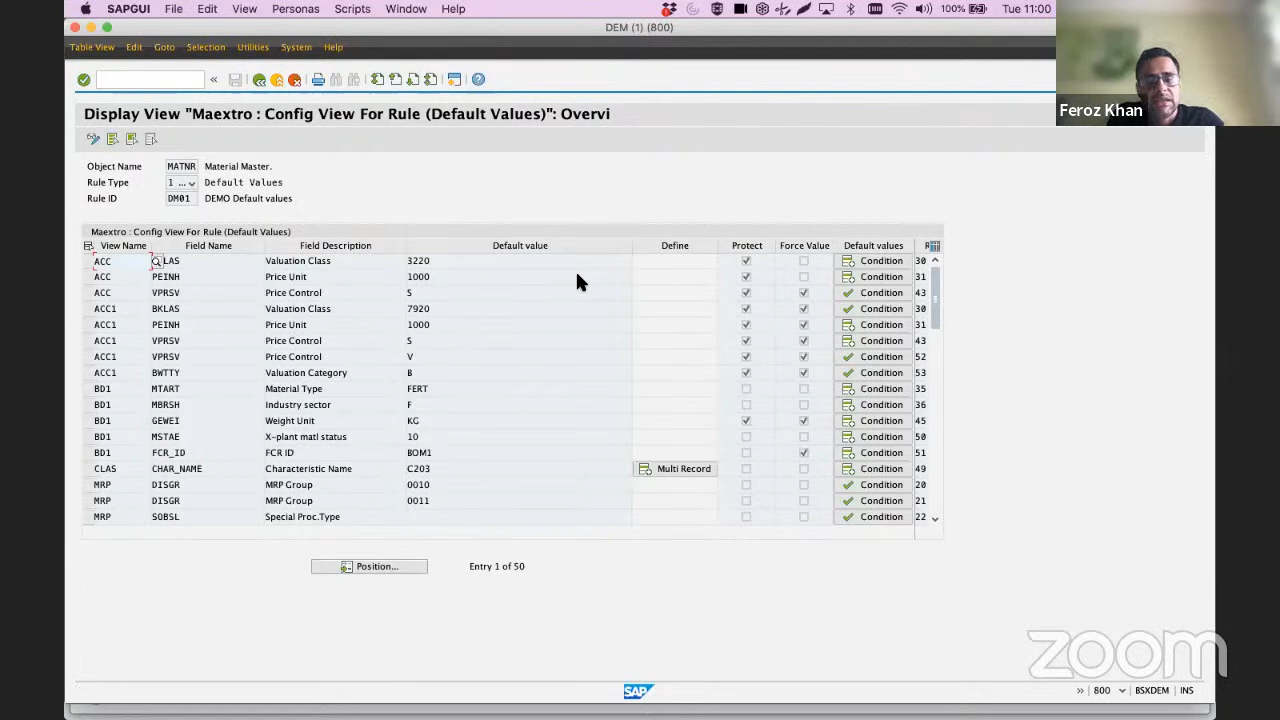 SAPGUI File Edit Window Personas Scripts Window Help 100% Tue 11:00
DEM (1) (800)
Table View Edit Goto Selection Utilities System Help
«
Feroz Khan
Display View "Maextro : Config View For Rule (Default Values)": Overvi
Object Name MATNR Material Master.
Rule Type 1 ... Default Values
Rule ID DM01 DEMO Default values
Maextro : Config View For Rule (Default Values)
View Name Field Name Field Description Default value Define Protect Force Value Default values R
ACC LAS Valuation Class 3220 Condition 30
ACC PEINH Price Unit 1000 Condition 31
ACC VPRSV Price Control S Condition 43
ACC1 BKLAS Valuation Class 7920 Condition 30
ACC1 PEINH Price Unit 1000 Condition 31
ACC1 VPRSV Price Control S Condition 43
ACC1 VPRSV Price Control V Condition 52
ACC1 BWTTY Valuation Category B Condition 53
BD1 MTART Material Type FERT Condition 35
BD1 MBRSH Industry sector F Condition 36
BD1 GEWEI Weight Unit KG Condition 45
BD1 MSTAE X-plant matl status 10 Condition 50
BD1 FCR_ID FCR ID BOM1 Condition 51
CLAS CHAR_NAME Characteristic Name C203 Multi Record Condition 49
MRP DISGR MRP Group 0010 Condition 20
MRP DISGR MRP Group 0011 Condition 21
MRP SOBSL Special Proc.Type Condition 22
Position... Entry 1 of 50
zoom
SAP » 800 BSXDEM INS